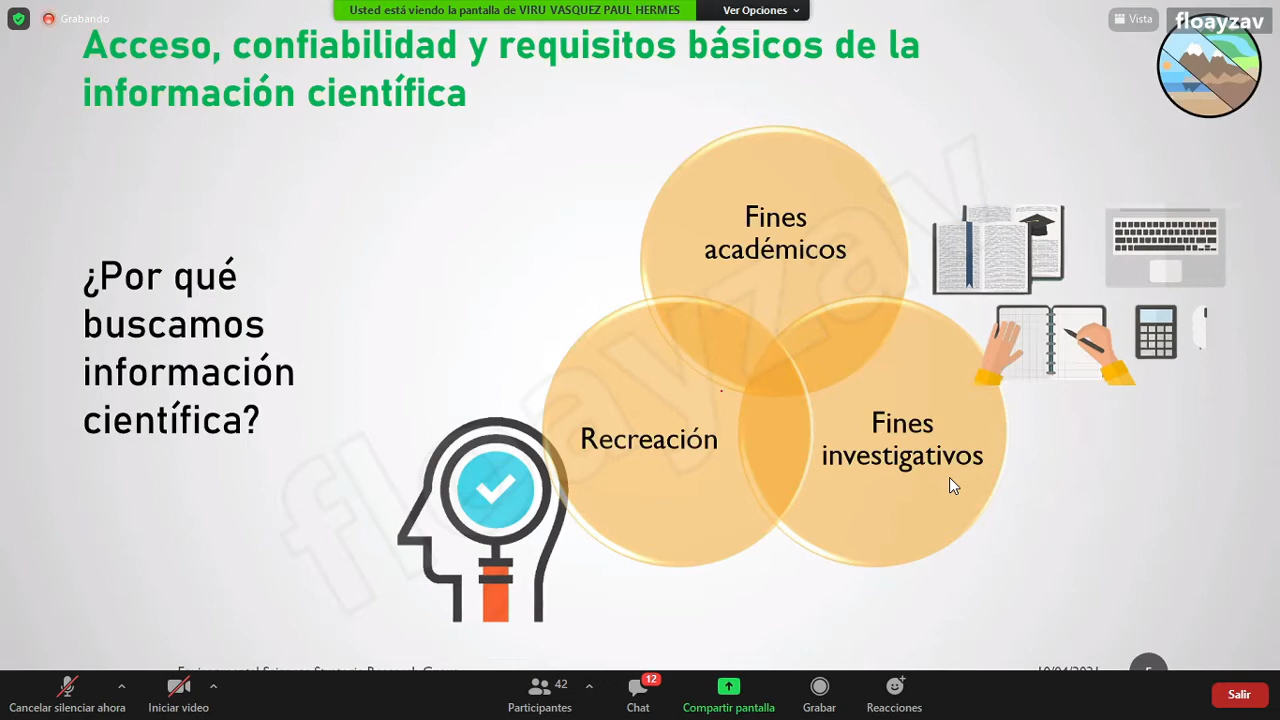 Grabando
Usted está viendo la pantalla de VIRU VASQUEZ PAUL HERMES
Ver Opciones
Vista
floayzav
Acceso, confiabilidad y requisitos básicos de la
información científica
¿Por qué
buscamos
información
científica?
Fines
académicos
Recreación
Fines
investigativos
floayzav
Cancelar silenciar ahora
Iniciar video
42
Participantes
12
Chat
Compartir pantalla
Grabar
Reacciones
Salir